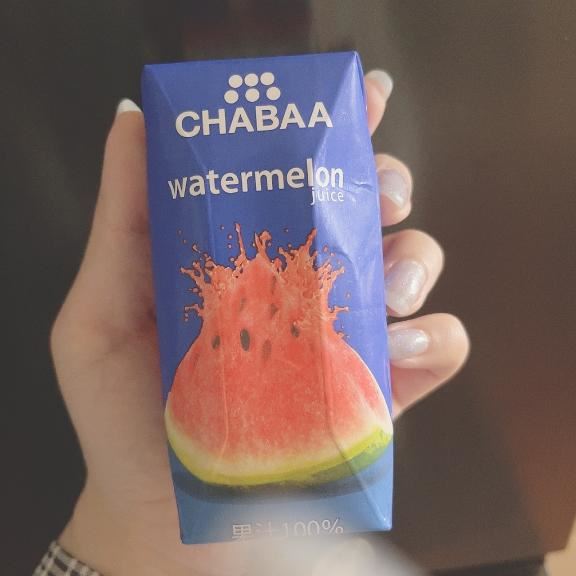 CHABAA
watermelon
juice
果汁100%